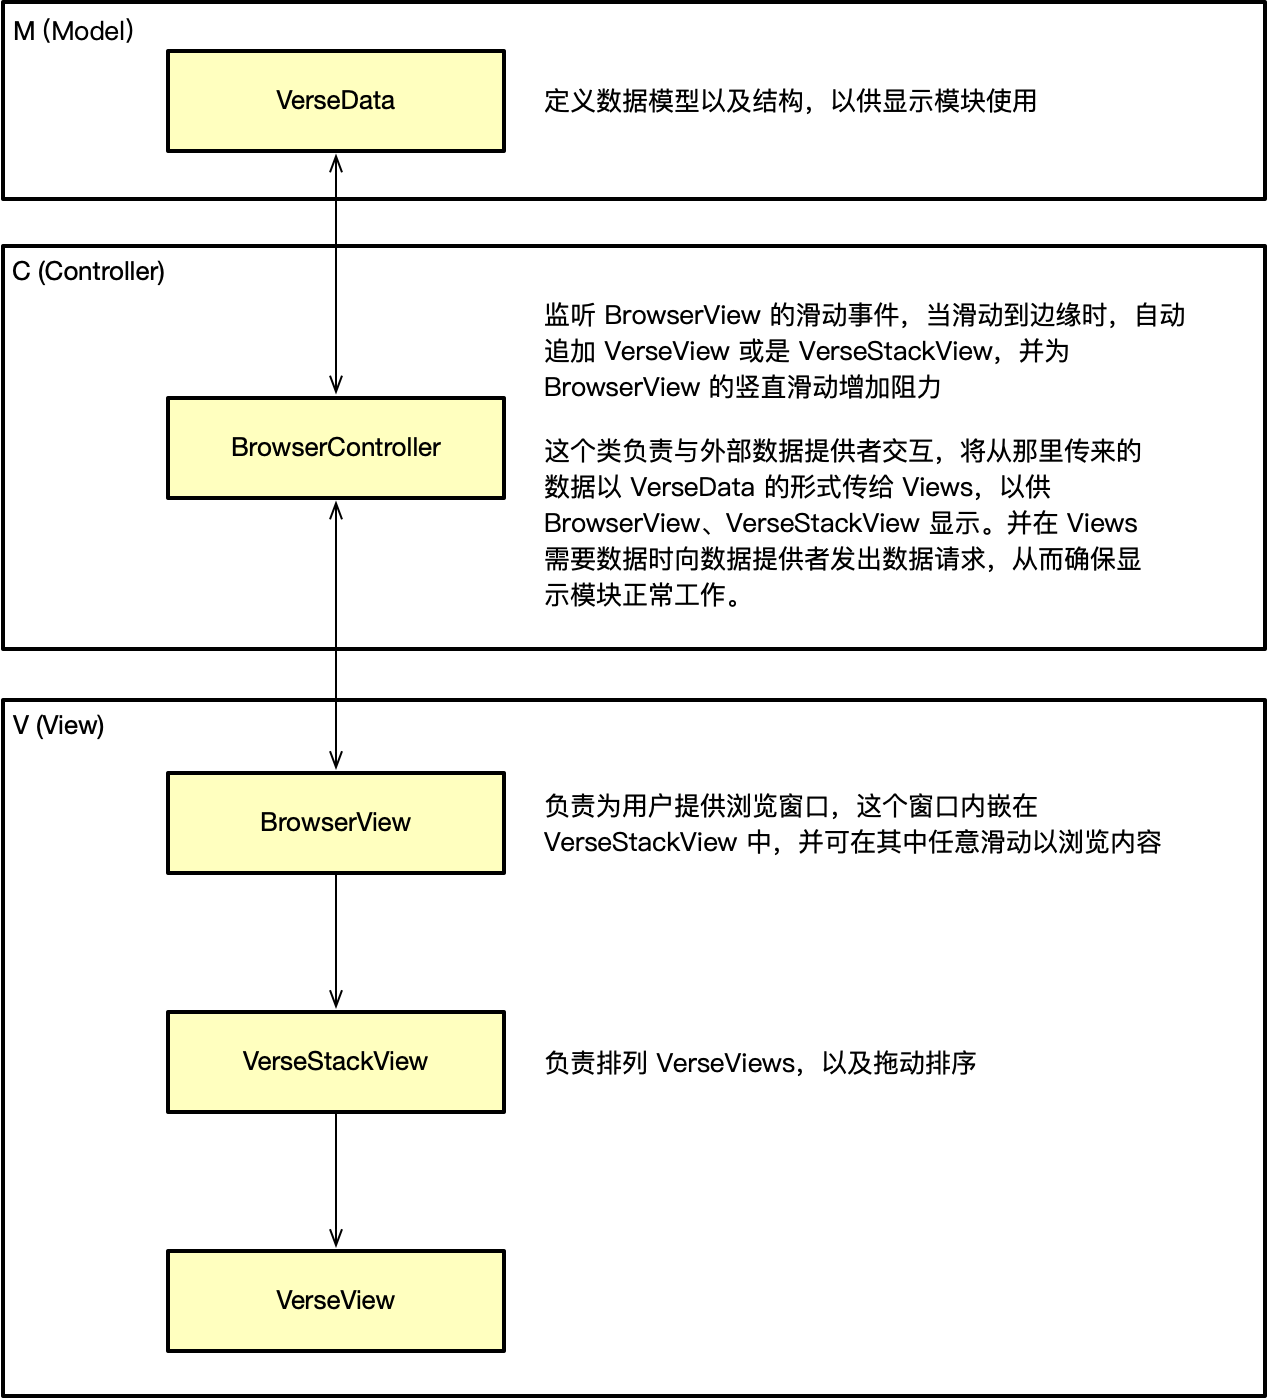 M (Model)
VerseData
定义数据模型以及结构，以供显示模块使用
C (Controller)
BrowserController
监听 BrowserView 的滑动事件，当滑动到边缘时，自动
追加 VerseView 或是 VerseStackView，并为
BrowserView 的竖直滑动增加阻力
这个类负责与外部数据提供者交互，将从那里传来的
数据以 VerseData 的形式传给 Views，以供
BrowserView、VerseStackView 显示。并在 Views
需要数据时向数据提供者发出数据请求，从而确保显
示模块正常工作。
V (View)
BrowserView
负责为用户提供浏览窗口，这个窗口内嵌在
VerseStackView 中，并可在其中任意滑动以浏览内容
VerseStackView
负责排列 VerseViews，以及拖动排序
VerseView